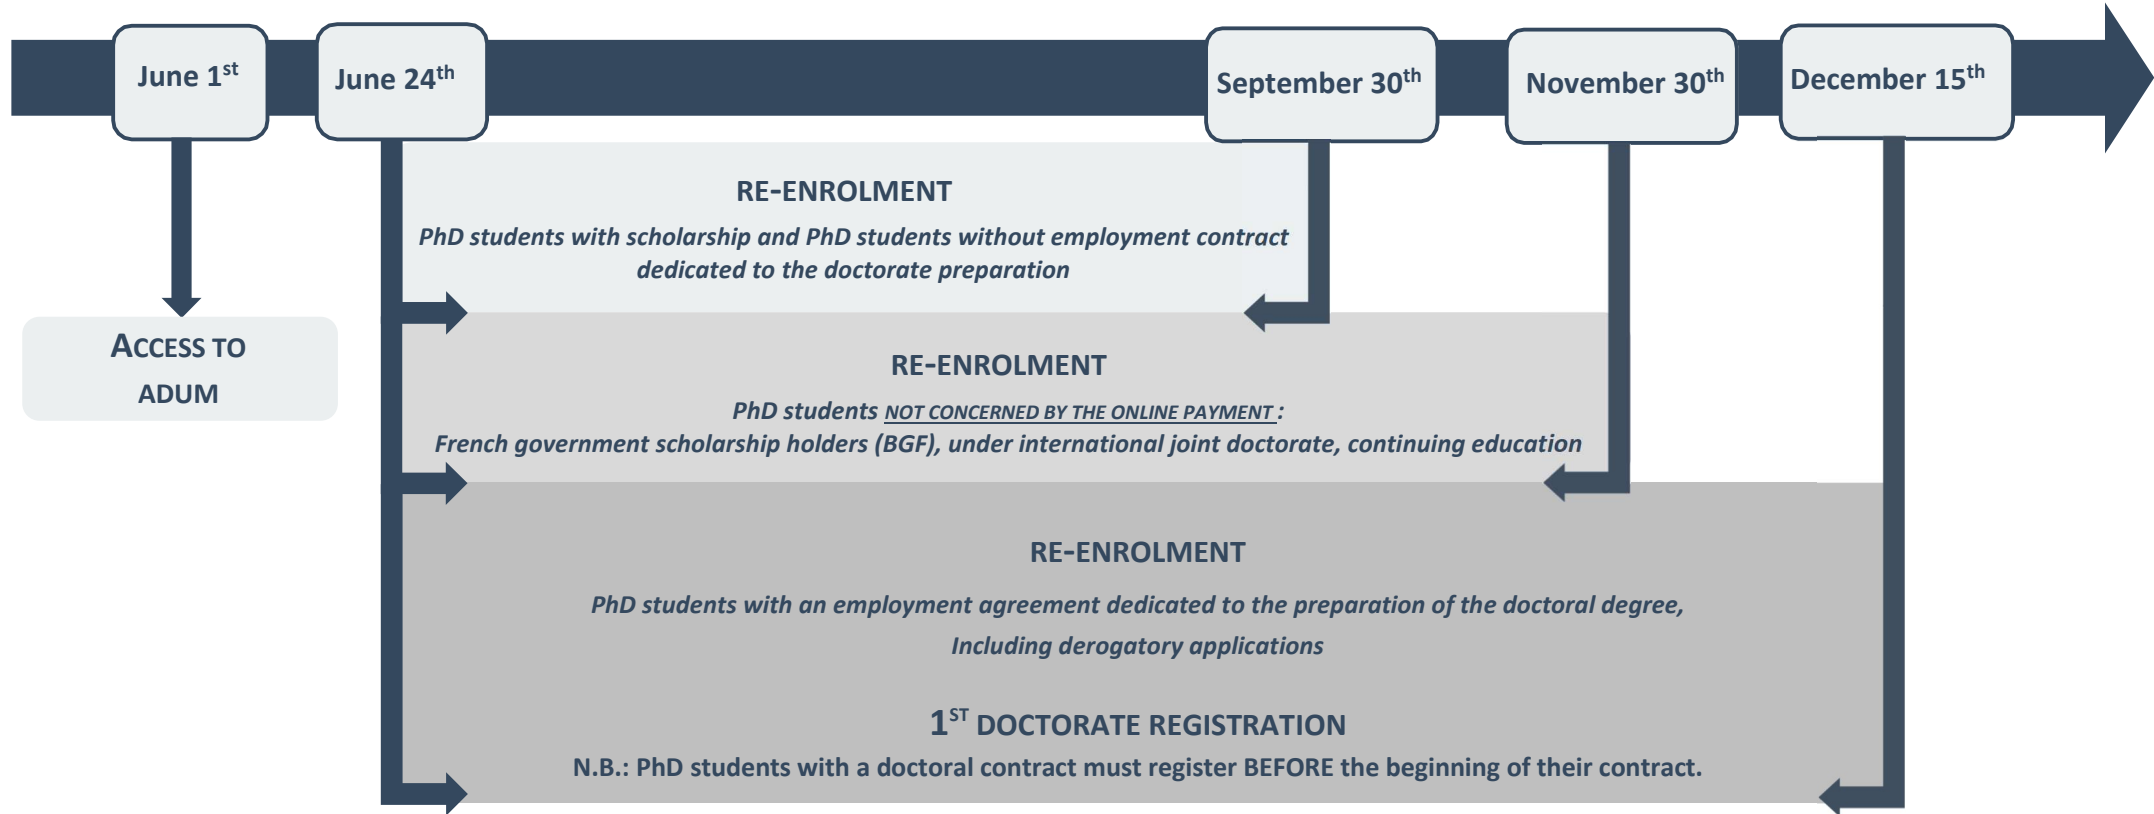 June 1st
June 24th
September 30th
November 30th
December 15th
RE-ENROLMENT
PhD students with scholarship and PhD students without employment contract
dedicated to the doctorate preparation
ACCESS TO
ADUM
RE-ENROLMENT
PhD students NOT CONCERNED BY THE ONLINE PAYMENT :
French government scholarship holders (BGF), under international joint doctorate, continuing education
RE-ENROLMENT
PhD students with an employment agreement dedicated to the preparation of the doctoral degree,
Including derogatory applications
1ST DOCTORATE REGISTRATION
N.B.: PhD students with a doctoral contract must register BEFORE the beginning of their contract.